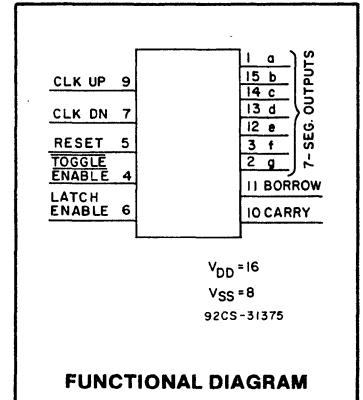 CLK UP 9
CLK DN 7
RESET 5
TOGGLE
ENABLE 4
LATCH
ENABLE 6
1 a
15 b
14 c
13 d
12 e
3 f
2 g
7-SEG. OUTPUTS
11 BORROW
10 CARRY
VDD = 16
VSS = 8
92CS-31375
FUNCTIONAL DIAGRAM